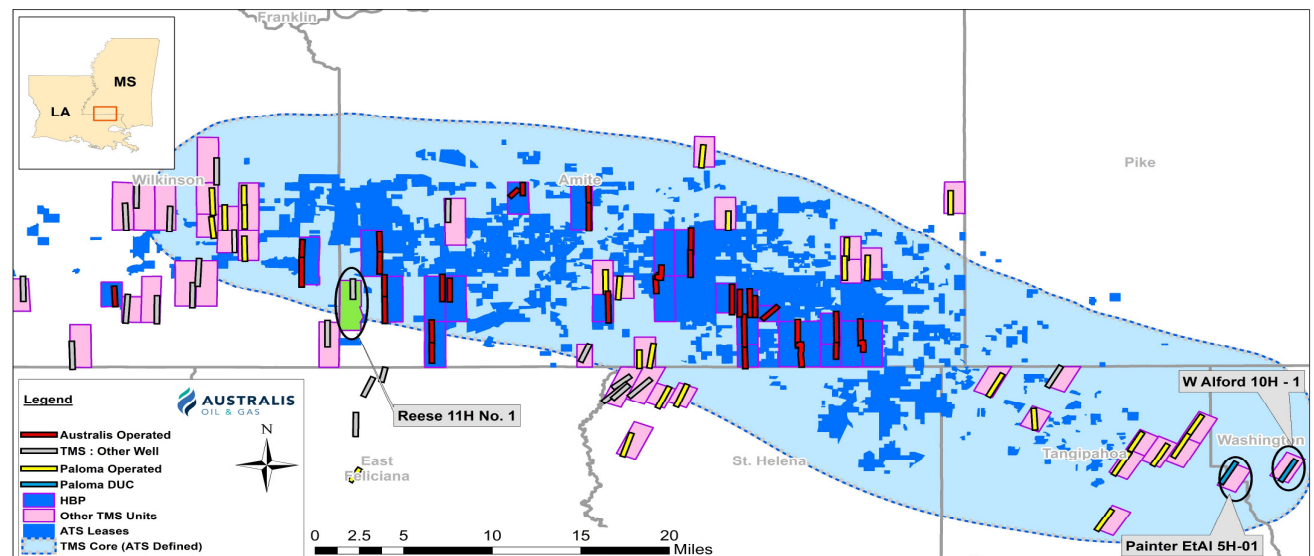 Franklin
MS
LA
Wilkinson
Amite
Pike
Legend
AUSTRALIS
OIL & GAS
Australis Operated
TMS : Other Well
Paloma Operated
Paloma DUC
HBP
Other TMS Units
ATS Leases
TMS Core (ATS Defined)
N
Reese 11H No. 1
East
Feliciana
St. Helena
Tangipahoa
Washington
W Alford 10H - 1
Painter EtAl 5H-01
0 2.5 5 10 15 20
Miles